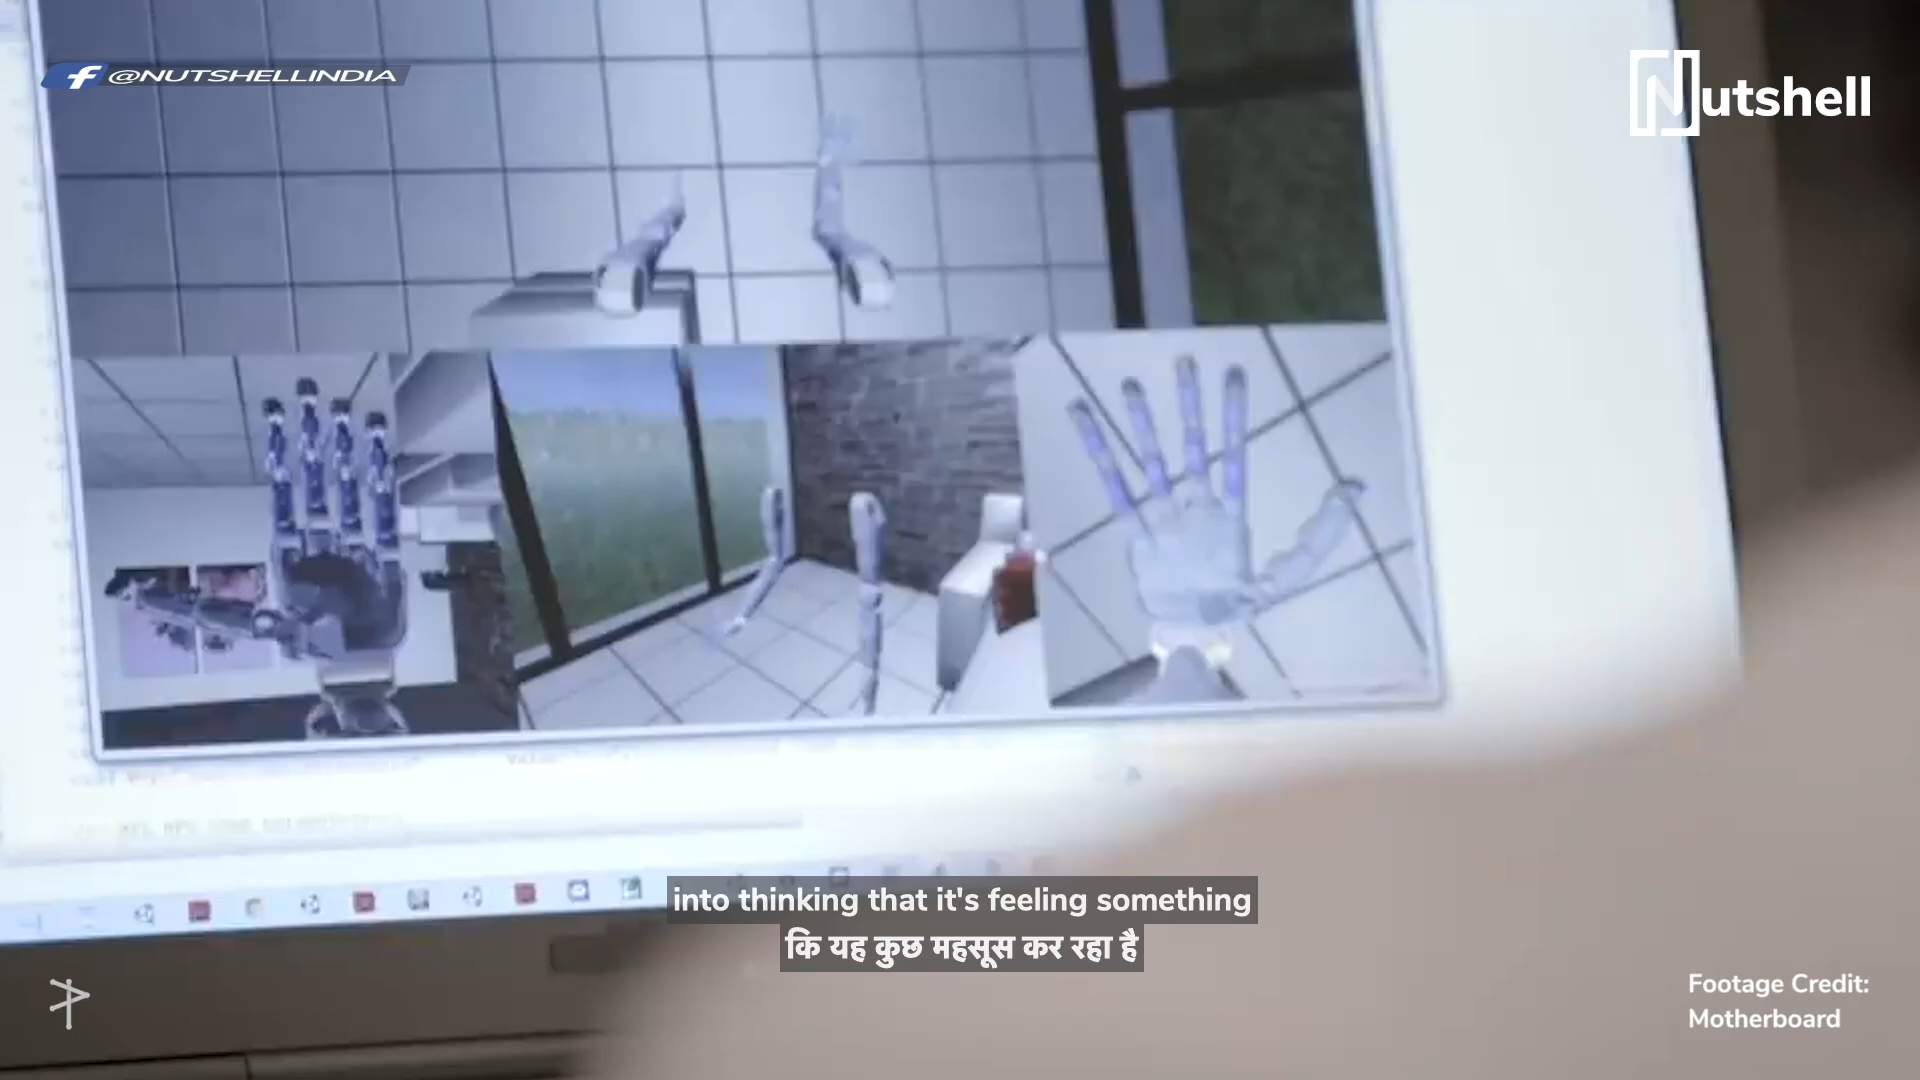 @NUTSHELLINDIA
Nutshell
into thinking that it's feeling something
कि यह कुछ महसूस कर रहा है
Footage Credit:
Motherboard